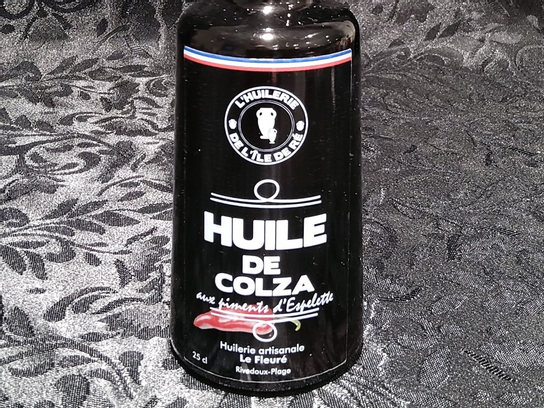 L'HUILERIE
DE L'ÎLE DE RÉ
HUILE
DE
COLZA
aux piments d'Espelette
Huilerie artisanale
Le Fleuré
25 cl
Rivedoux-Plage